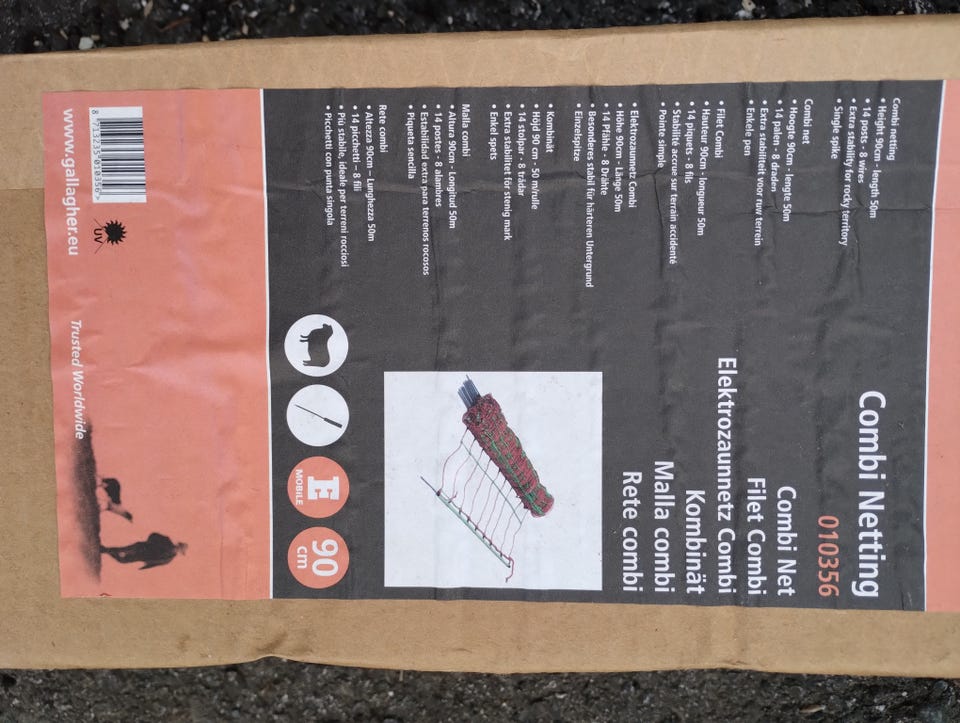 Combi netting
• Height 90cm - length 50m
• 14 posts - 8 wires
• Extra stability for rocky territory
• Single spike
Combi net
• Hoogte 90cm - lengte 50m
• 14 palen - 8 draden
• Extra stabiliteit voor ruw terrein
• Enkele pen
• Filet Combi
• Hauteur 90cm - longueur 50m
• 14 piquets - 8 fils
• Stabilité accrue sur terrain accidenté
• Pointe simple
• Elektrozaunnetz Combi
• Höhe 90cm - Länge 50m
• 14 Pfähle - 8 Drähte
• Besonderes stabil für härteren Untergrund
• Einzelspitze
• Kombinät
• Höjd 90 cm - 50 m/rulle
• 14 stolpar - 8 trådar
• Extra stabilitet för stenig mark
• Enkel spets
Malla combi
• Altura 90cm - Longitud 50m
• 14 postes - 8 alambres
• Estabilidad extra para terrenos rocosos
• Piqueta sencilla
Rete combi
• Altezza 90cm – Lunghezza 50m
• 14 picchetti - 8 fili
• Più stabile, ideale per terreni rocciosi
• Picchetti con punta singola
Combi Netting
010356
Combi Net
Filet Combi
Elektrozaunnetz Combi
Kombinät
Malla combi
Rete combi
E
MOBILE
90
cm
8 713235 010356 >
UV
www.gallagher.eu
Trusted Worldwide